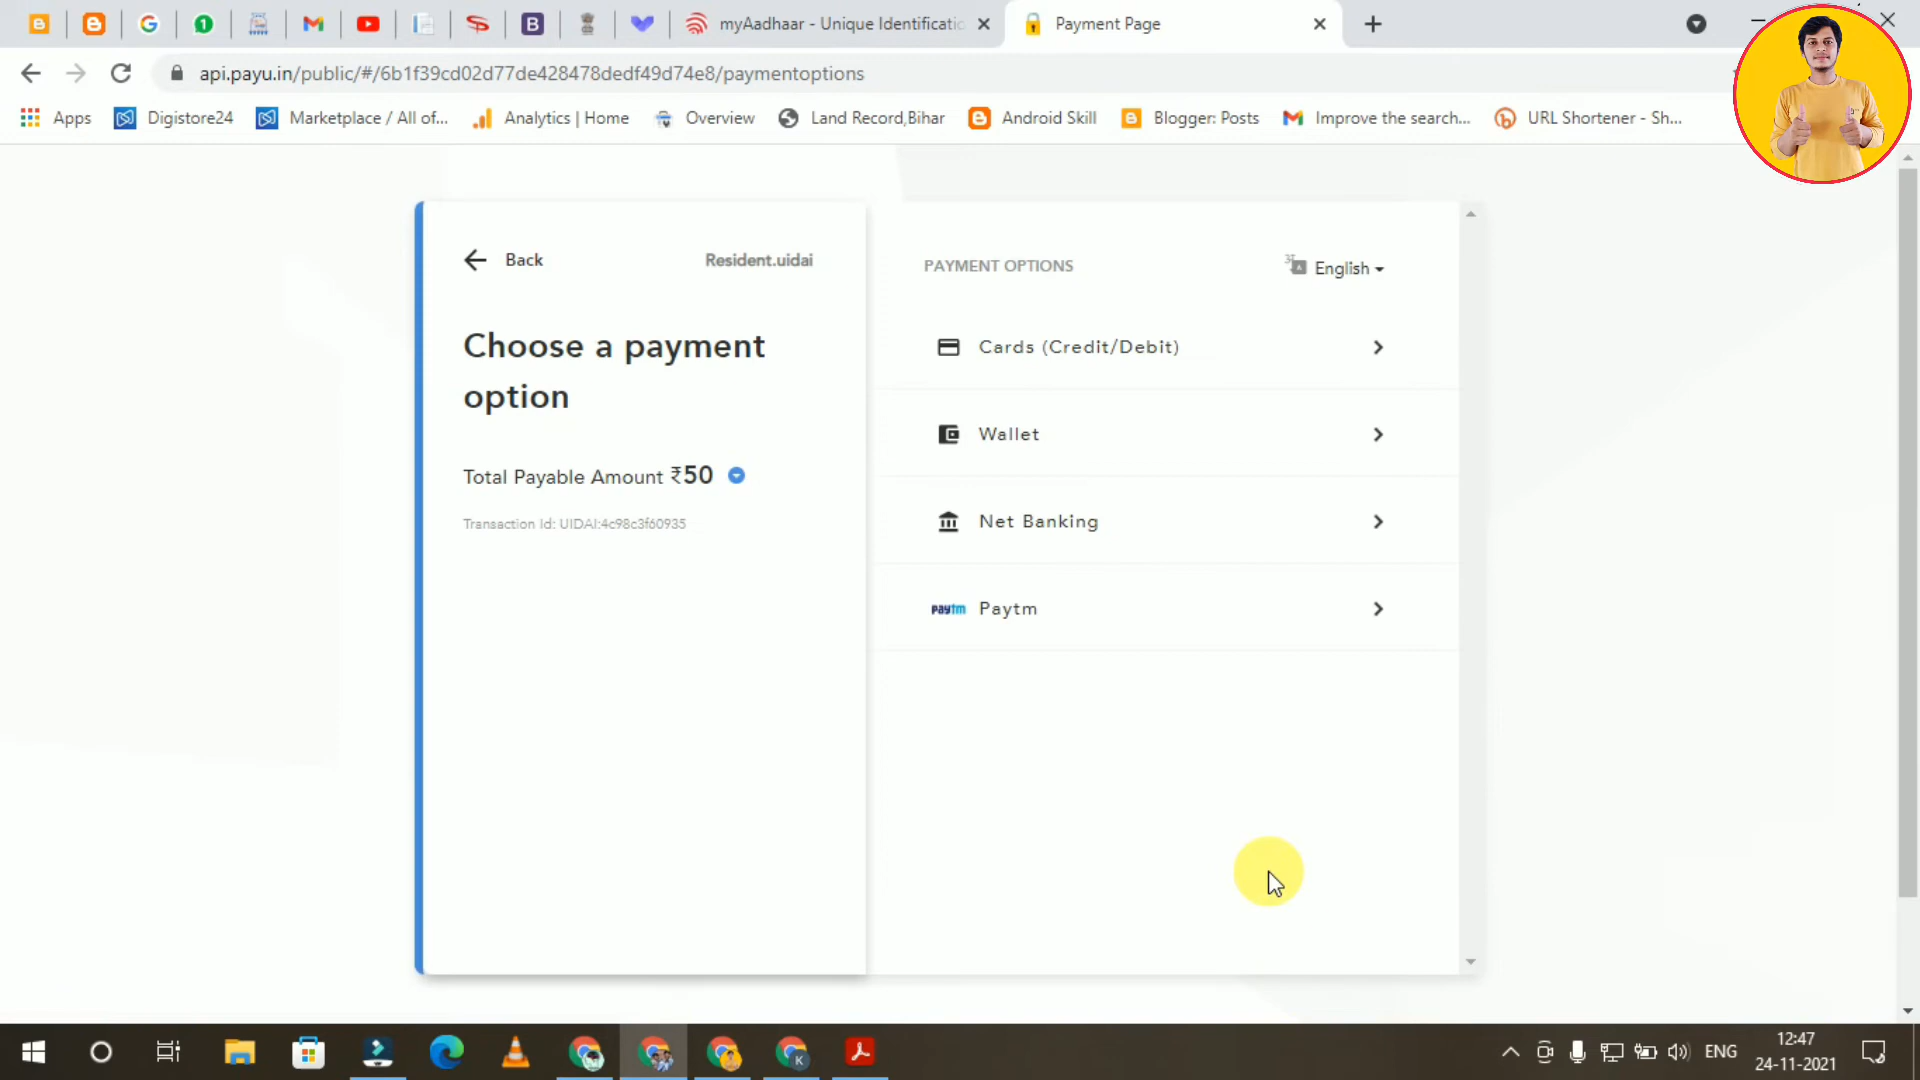 myAadhaar - Unique Identificatio
Payment Page
api.payu.in/public/#/6b1f39cd02d77de428478dedf49d74e8/paymentoptions
Apps
Digistore24
Marketplace / All of...
Analytics | Home
Overview
Land Record,Bihar
Android Skill
Blogger: Posts
Improve the search...
URL Shortener - Sh...
Back
Resident.uidai
Choose a payment
option
Total Payable Amount ₹50
Transaction Id: UIDAI:4c98c3f60935
PAYMENT OPTIONS
English
Cards (Credit/Debit)
Wallet
Net Banking
paytm Paytm
ENG
12:47
24-11-2021